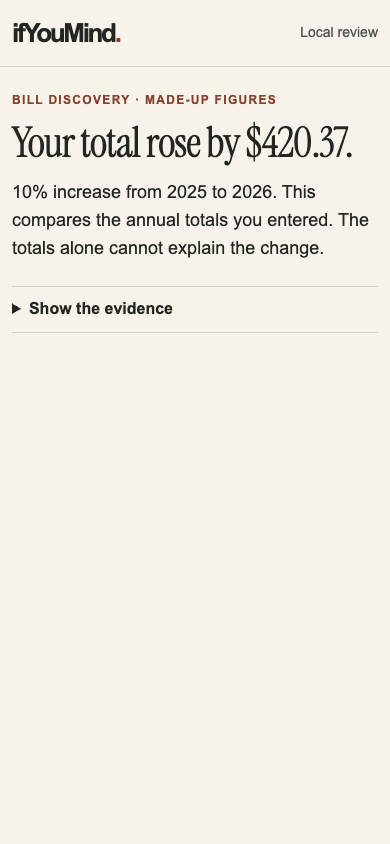 ifYouMind.
Local review
BILL DISCOVERY · MADE-UP FIGURES
Your total rose by $420.37.
10% increase from 2025 to 2026. This
compares the annual totals you entered. The
totals alone cannot explain the change.
Show the evidence